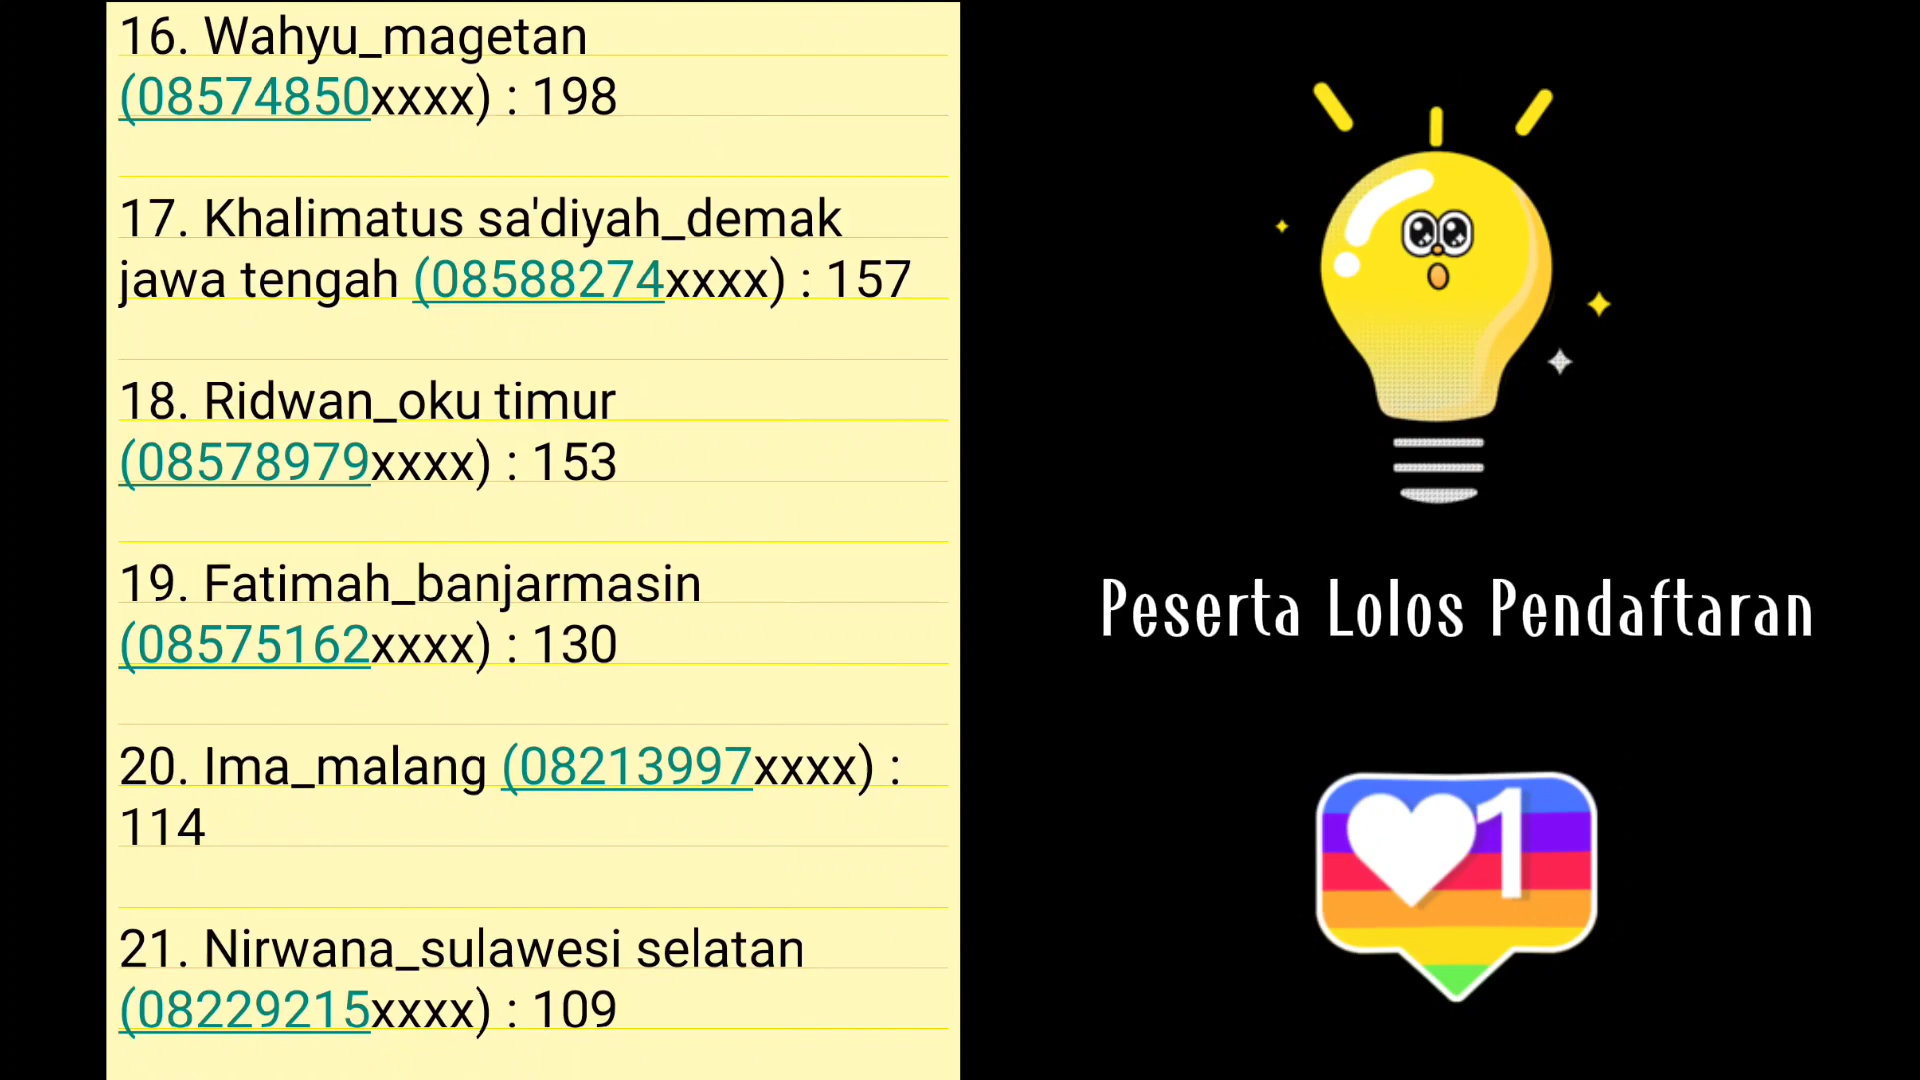 16. Wahyu_magetan
(08574850xxxx) : 198
17. Khalimatus sa'diyah_demak
jawa tengah (08588274xxxx) : 157
18. Ridwan_oku timur
(08578979xxxx) : 153
19. Fatimah_banjarmasin
(08575162xxxx) : 130
20. Ima_malang (08213997xxxx) :
114
21. Nirwana_sulawesi selatan
(08229215xxxx) : 109
Peserta Lolos Pendaftaran
1